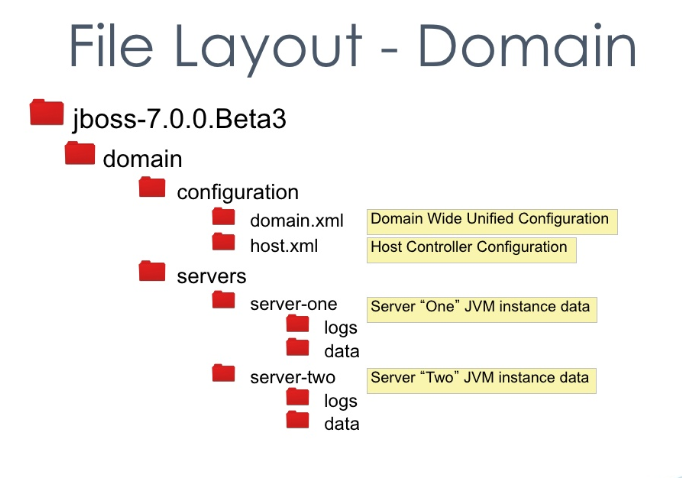 File Layout - Domain
jboss-7.0.0.Beta3
domain
configuration
domain.xml Domain Wide Unified Configuration
host.xml Host Controller Configuration
servers
server-one Server “One” JVM instance data
logs
data
server-two Server “Two” JVM instance data
logs
data